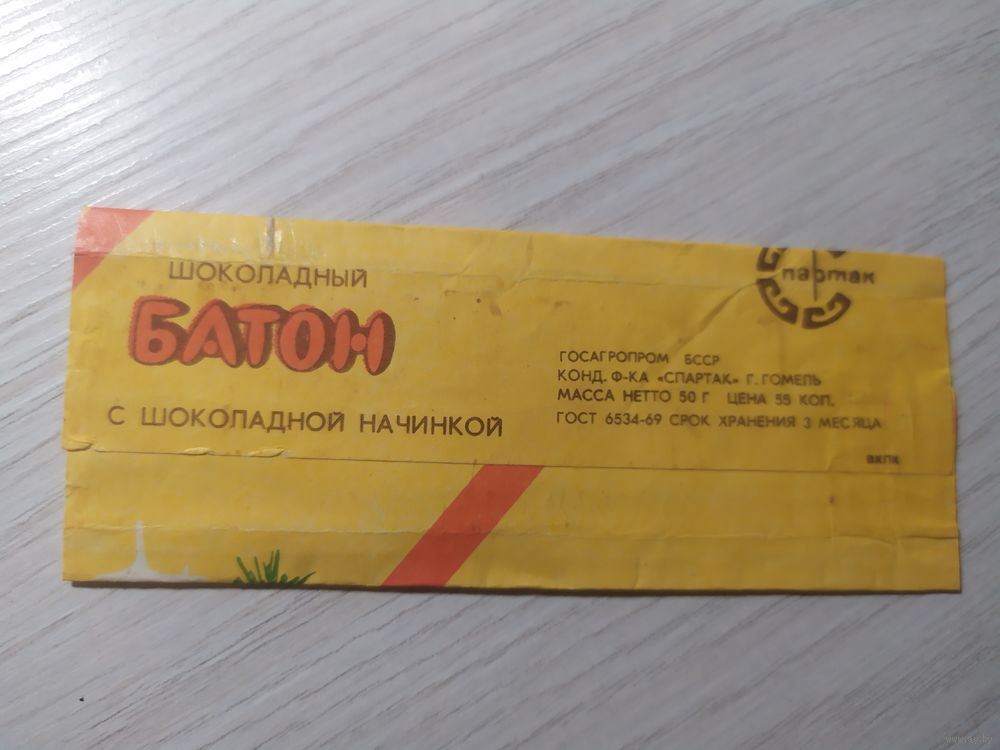 ШОКОЛАДНЫЙ
БАТОН
С ШОКОЛАДНОЙ НАЧИНКОЙ
партак
ГОСАГРОПРОМ БССР
КОНД. Ф-КА «СПАРТАК» Г. ГОМЕЛЬ
МАССА НЕТТО 50 Г ЦЕНА 55 КОП.
ГОСТ 6534-69 СРОК ХРАНЕНИЯ 3 МЕСЯЦА
ВКПК